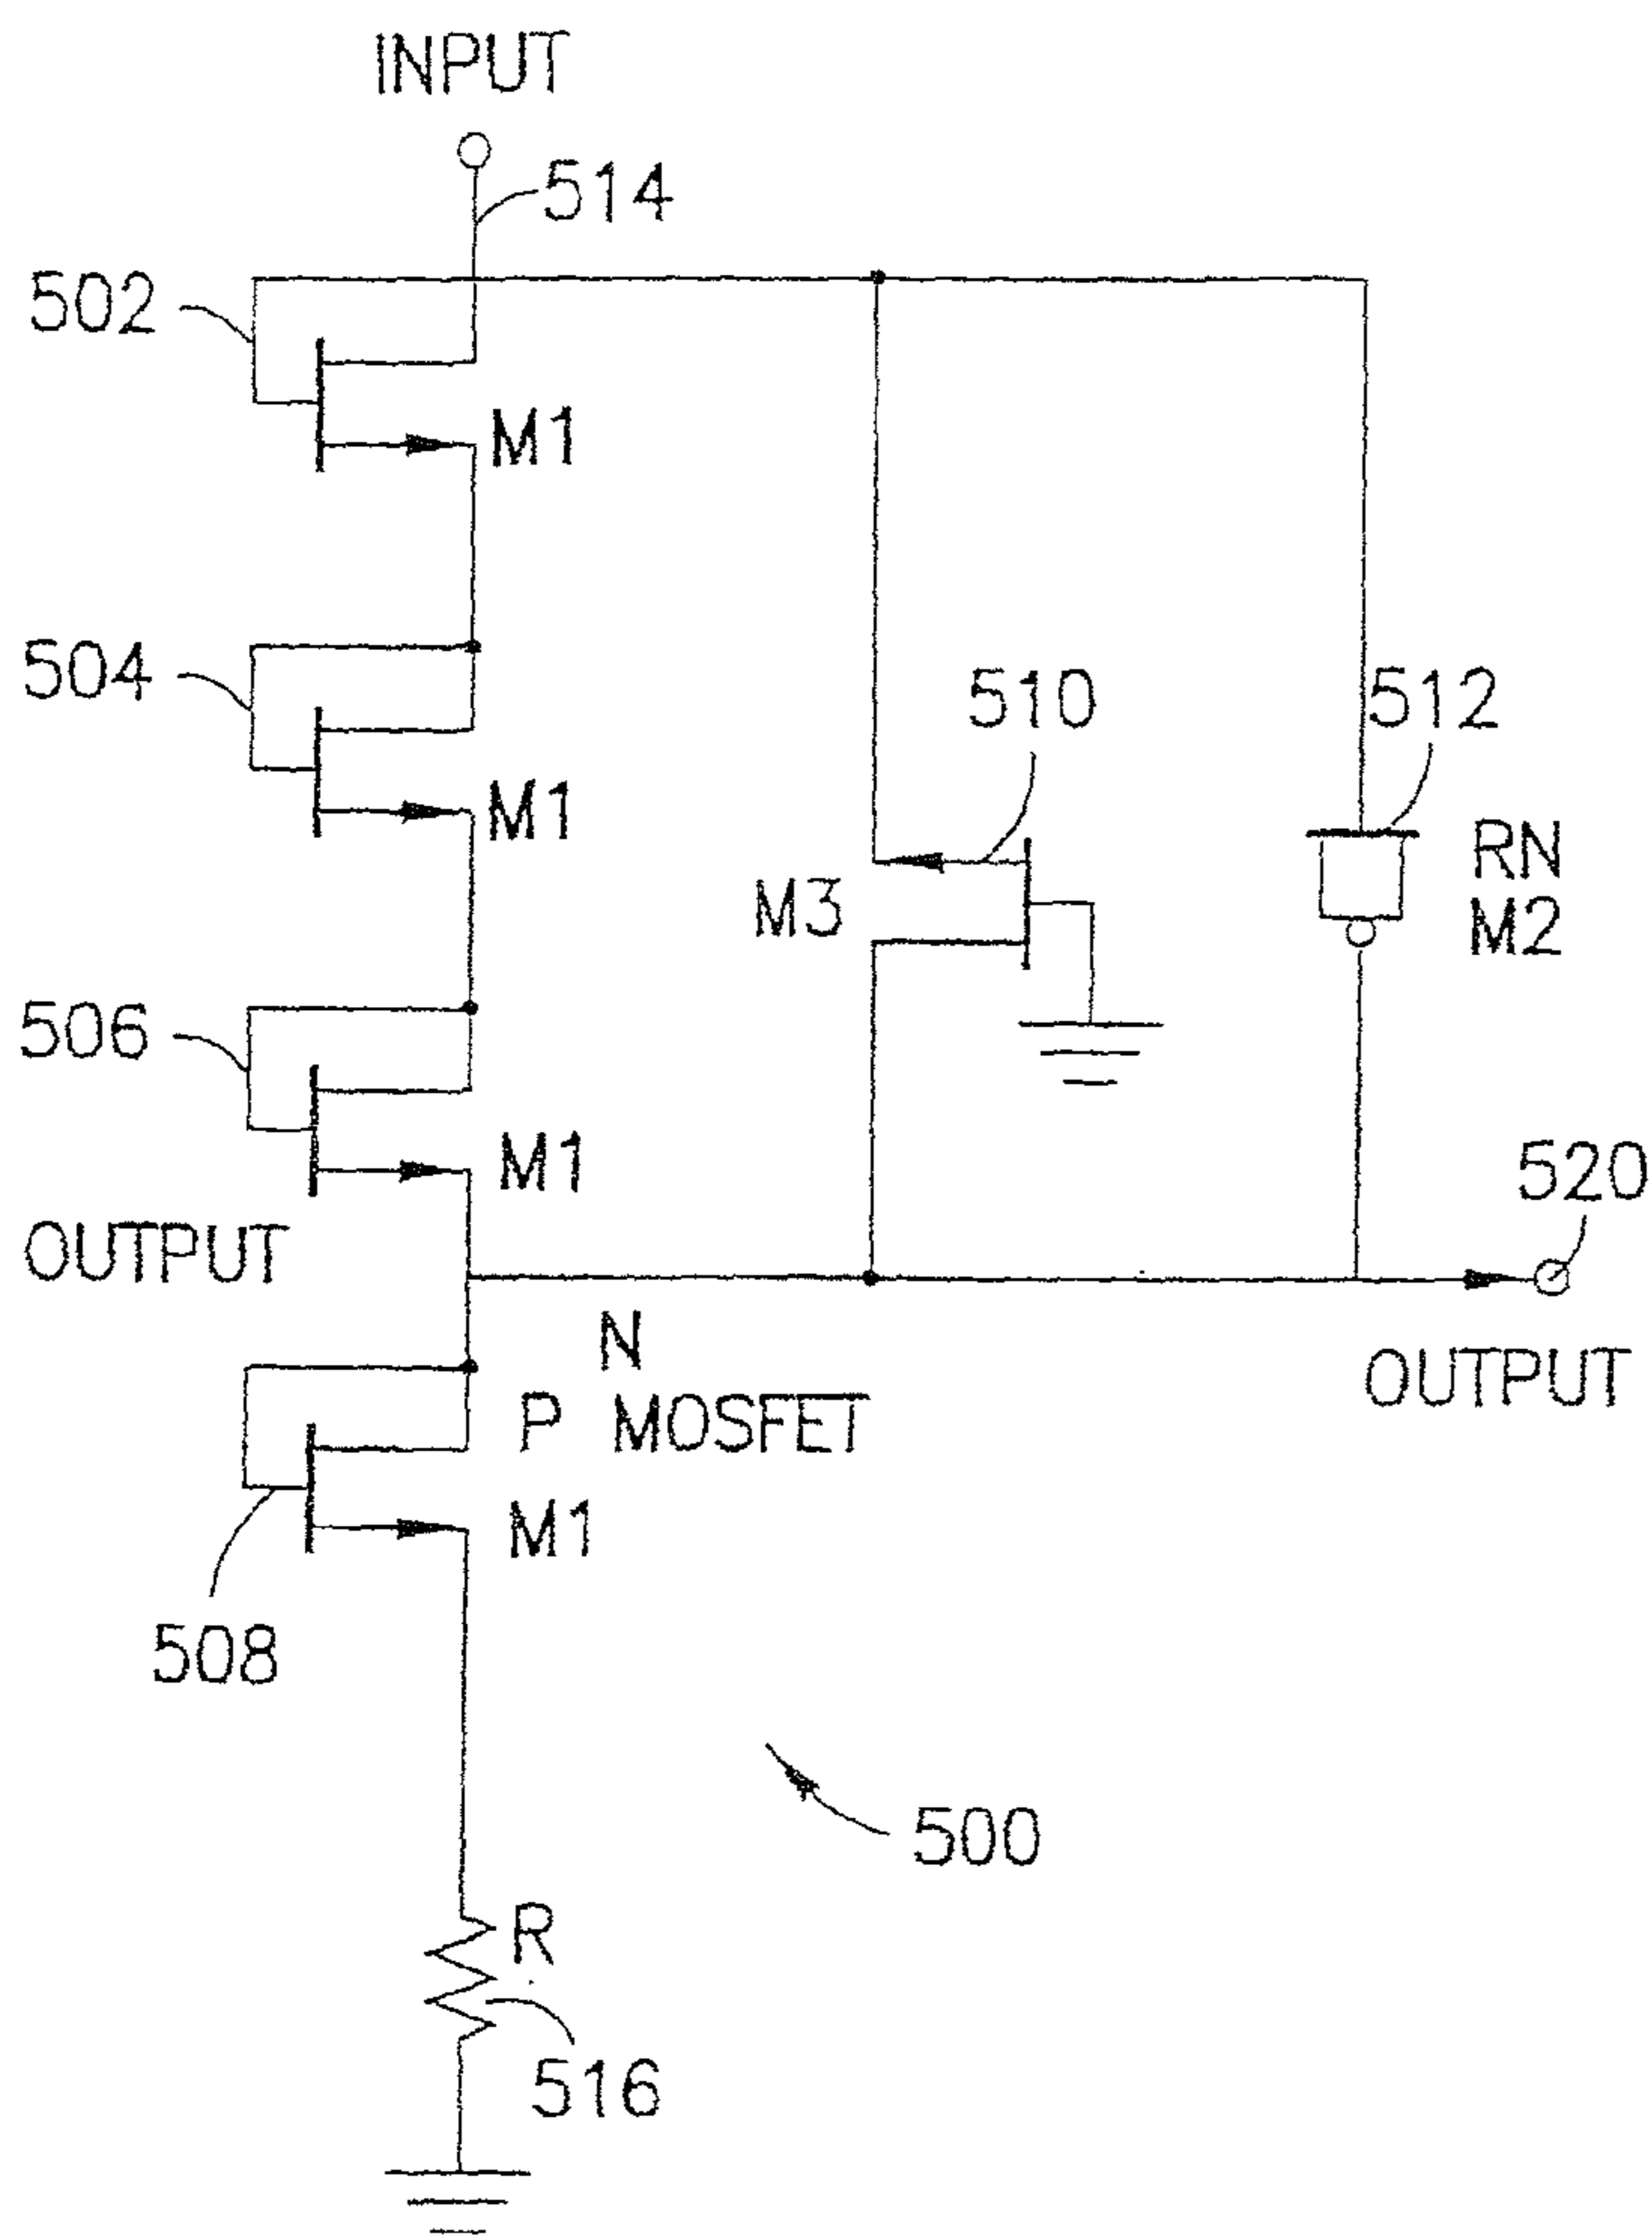 INPUT
514
502
M1
504
M1
510
512
RN
M2
M3
506
M1
520
OUTPUT
N
P MOSFET
OUTPUT
M1
508
500
R
516